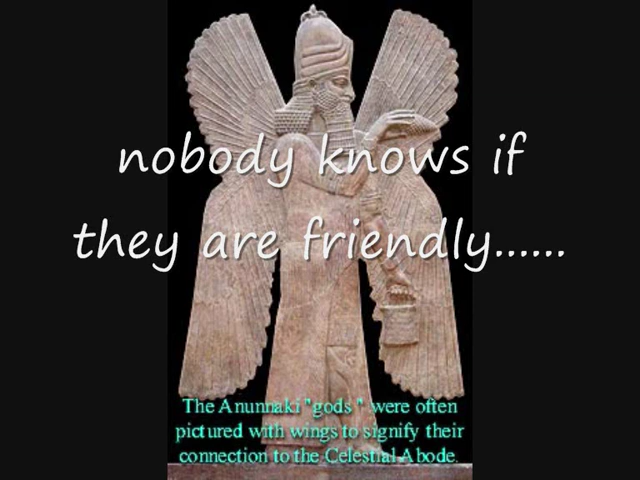 nobody knows if
they are friendly......
The Anunnaki "gods " were often
pictured with wings to signify their
connection to the Celestial Abode.